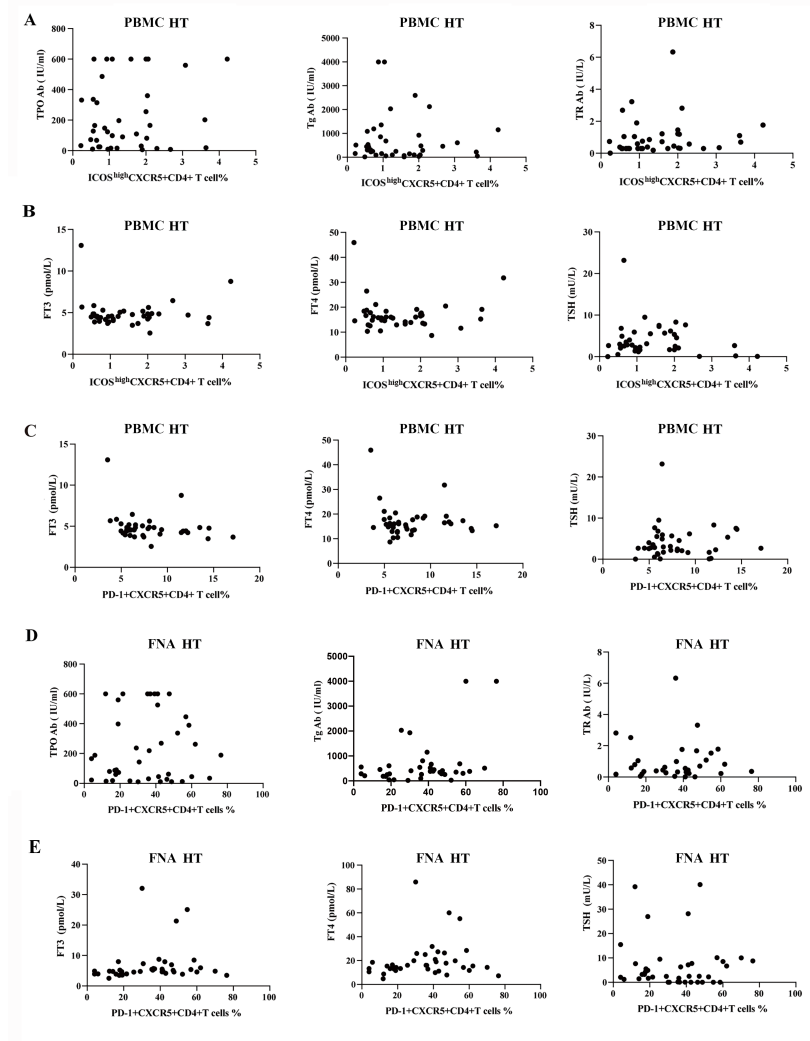 A
PBMC HT
TPO Ab ( IU/ml)
800
600
400
200
0
0 1 2 3 4 5
ICOShighCXCR5+CD4+ T cell%
PBMC HT
Tg Ab ( IU/ml)
5000
4000
3000
2000
1000
0
0 1 2 3 4 5
ICOShighCXCR5+CD4+ T cell%
PBMC HT
TR Ab ( IU/L)
8
6
4
2
0
0 1 2 3 4 5
ICOShighCXCR5+CD4+ T cell%
B
PBMC HT
FT3 (pmol/L)
15
10
5
0
0 1 2 3 4 5
ICOShighCXCR5+CD4+ T cell%
PBMC HT
FT4 (pmol/L)
50
40
30
20
10
0
0 1 2 3 4 5
ICOShighCXCR5+CD4+ T cell%
PBMC HT
TSH (mU/L)
30
20
10
0
0 1 2 3 4 5
ICOShighCXCR5+CD4+ T cell%
C
PBMC HT
FT3 (pmol/L)
15
10
5
0
0 5 10 15 20
PD-1+CXCR5+CD4+ T cell%
PBMC HT
FT4 (pmol/L)
50
40
30
20
10
0
0 5 10 15 20
PD-1+CXCR5+CD4+ T cell%
PBMC HT
TSH (mU/L)
30
20
10
0
0 5 10 15 20
PD-1+CXCR5+CD4+ T cell%
D
FNA HT
TPO Ab ( IU/ml)
800
600
400
200
0
0 20 40 60 80 100
PD-1+CXCR5+CD4+T cells %
FNA HT
Tg Ab ( IU/ml)
5000
4000
3000
2000
1000
0
0 20 40 60 80 100
PD-1+CXCR5+CD4+T cells %
FNA HT
TR Ab ( IU/L)
8
6
4
2
0
0 20 40 60 80 100
PD-1+CXCR5+CD4+T cells %
E
FNA HT
FT3 (pmol/L)
40
30
20
10
0
0 20 40 60 80 100
PD-1+CXCR5+CD4+T cells %
FNA HT
FT4 (pmol/L)
100
80
60
40
20
0
0 20 40 60 80 100
PD-1+CXCR5+CD4+T cells %
FNA HT
TSH (mU/L)
50
40
30
20
10
0
0 20 40 60 80 100
PD-1+CXCR5+CD4+T cells %